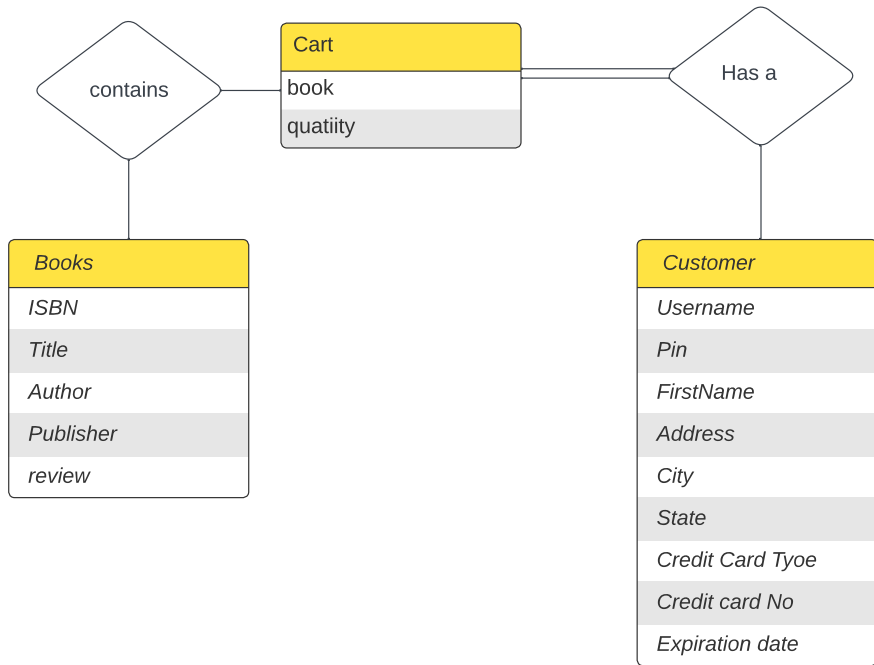 contains
Cart
book
quatiity
Has a
Books
ISBN
Title
Author
Publisher
review
Customer
Username
Pin
FirstName
Address
City
State
Credit Card Tyoe
Credit card No
Expiration date